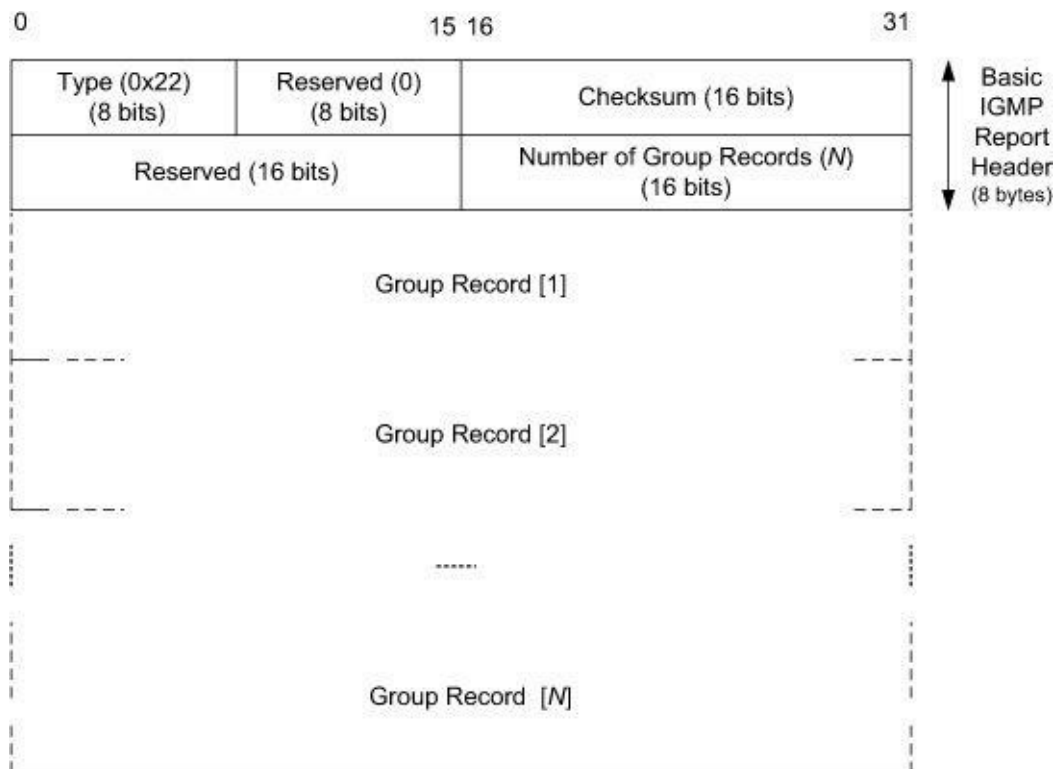 0 15 16 31
Type (0x22)
(8 bits)
Reserved (0)
(8 bits)
Checksum (16 bits)
Basic
IGMP
Report
Header
(8 bytes)
Reserved (16 bits)
Number of Group Records (N)
(16 bits)
Group Record [1]
Group Record [2]
Group Record [N]